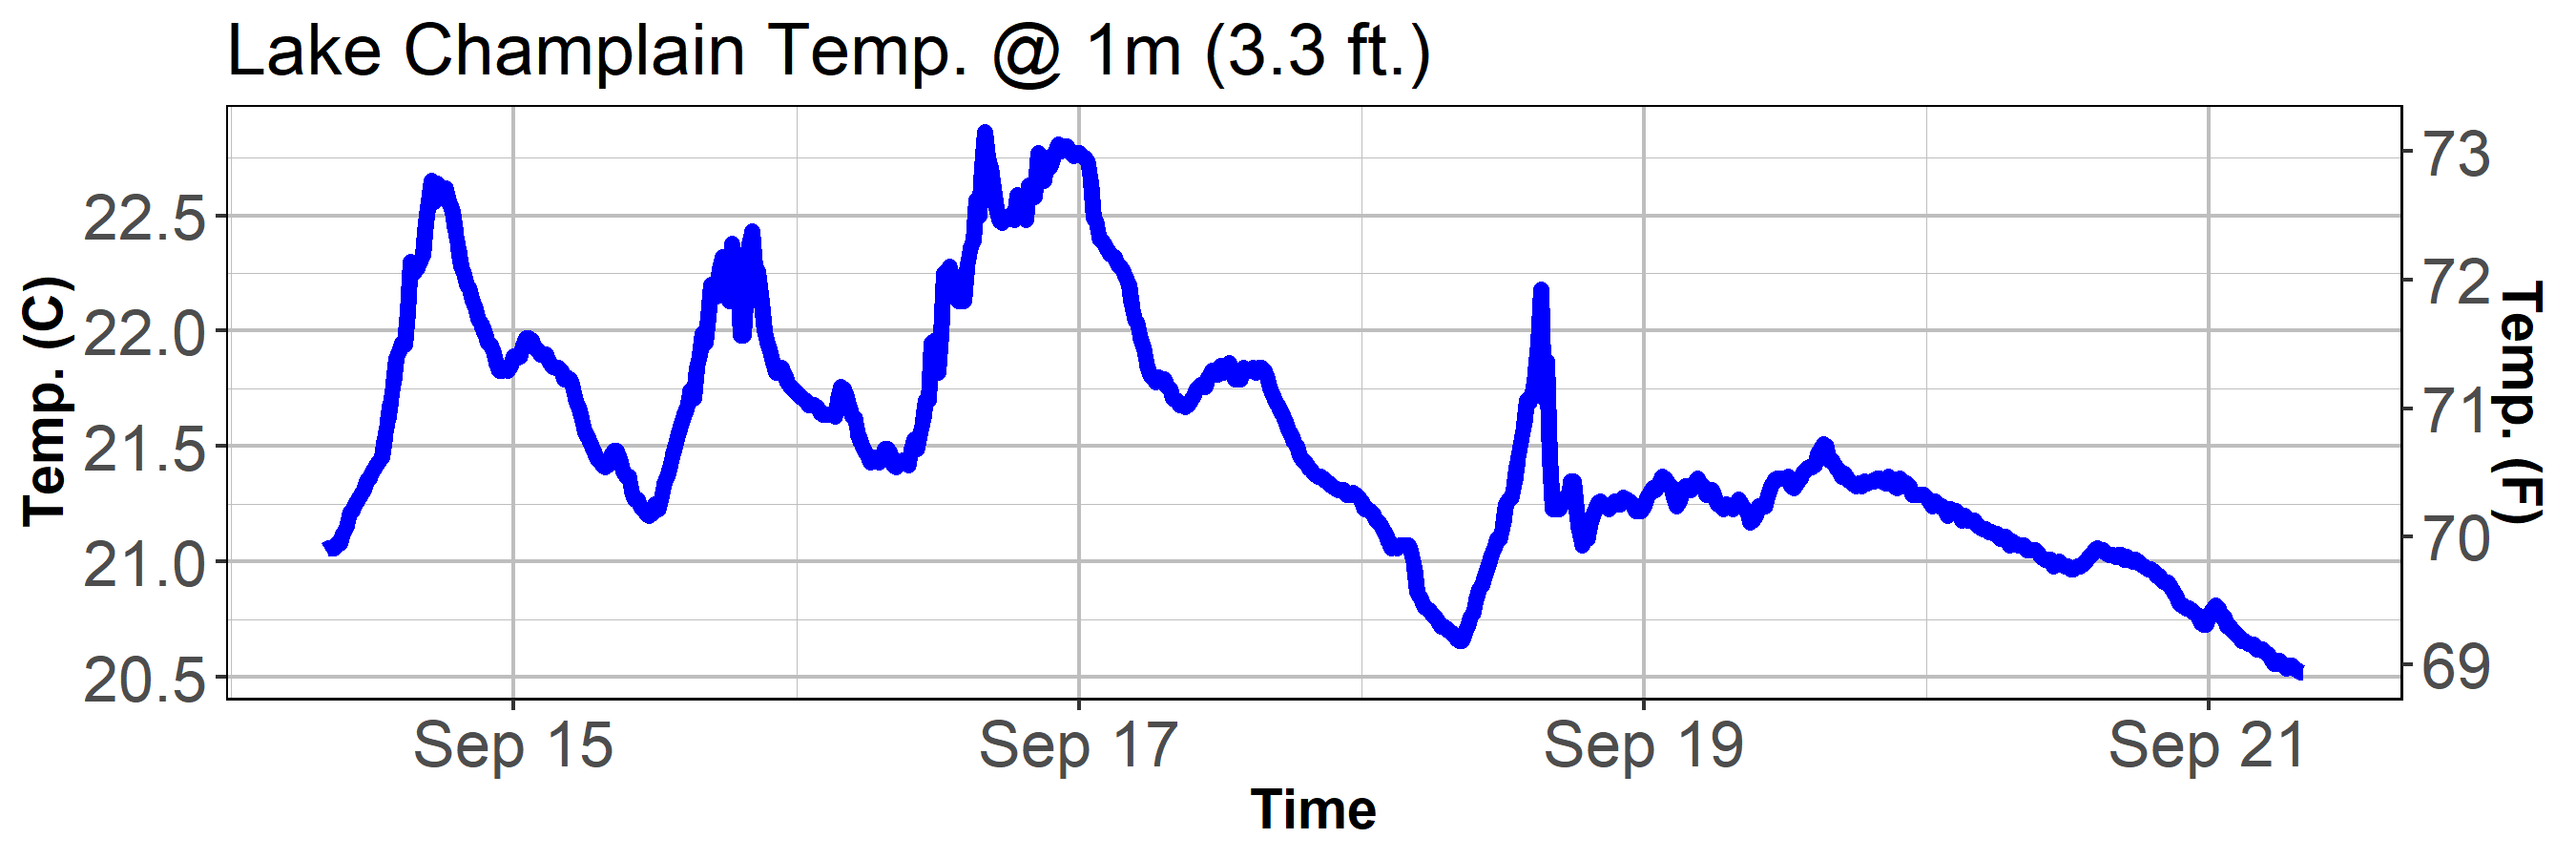 Lake Champlain Temp. @ 1m (3.3 ft.)
Temp. (C)
22.5
22.0
21.5
21.0
20.5
73
72
71
70
69
Temp. (F)
Sep 15
Sep 17
Sep 19
Sep 21
Time